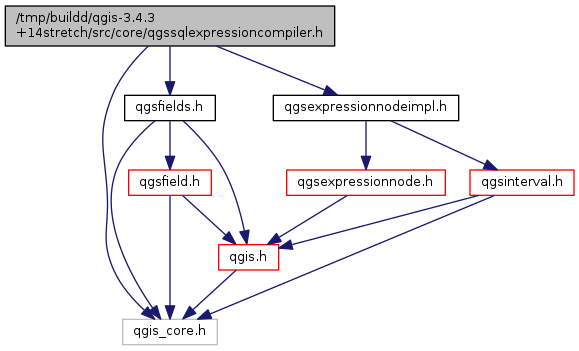 /tmp/buildd/qgis-3.4.3
+14stretch/src/core/qgssqlexpressioncompiler.h
qgsfields.h
qgsexpressionnodeimpl.h
qgsfield.h
qgsexpressionnode.h
qgsinterval.h
qgis.h
qgis_core.h